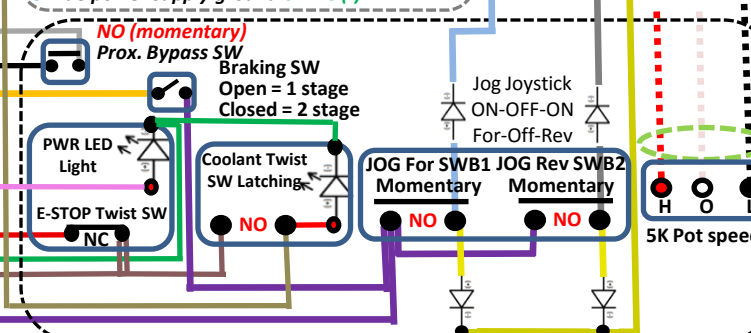 NO (momentary)
Prox. Bypass SW
Braking SW
Open = 1 stage
Closed = 2 stage
Jog Joystick
ON-OFF-ON
For-Off-Rev
PWR LED
Light
Coolant Twist
SW Latching
JOG For SWB1 JOG Rev SWB2
Momentary Momentary
E-STOP Twist SW
NC
NO
NO
NO
H O
5K Pot spee